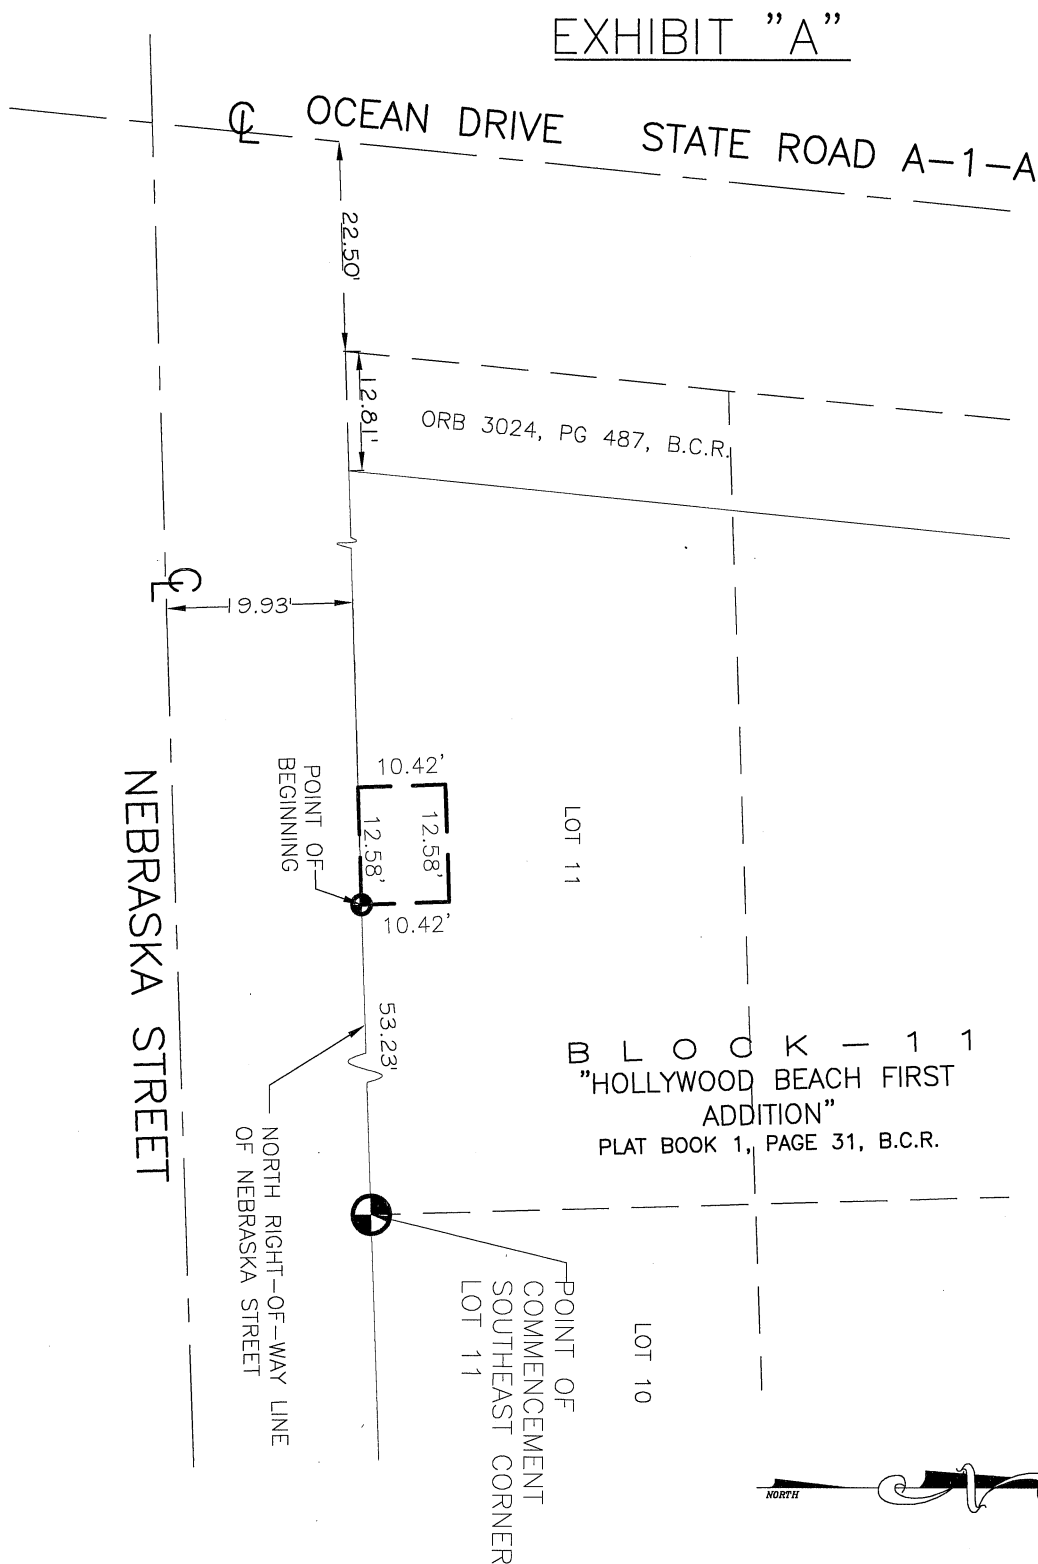 EXHIBIT "A"
℄ OCEAN DRIVE STATE ROAD A-1-A
22.50'
12.81'
ORB 3024, PG 487, B.C.R.
℄
19.93'
POINT OF
BEGINNING
10.42'
12.58'
12.58'
10.42'
LOT 11
NEBRASKA STREET
53.23'
NORTH RIGHT-OF-WAY LINE
OF NEBRASKA STREET
BLOCK-11
"HOLLYWOOD BEACH FIRST
ADDITION"
PLAT BOOK 1, PAGE 31, B.C.R.
POINT OF
COMMENCEMENT
SOUTHEAST CORNER
LOT 11
LOT 10
NORTH